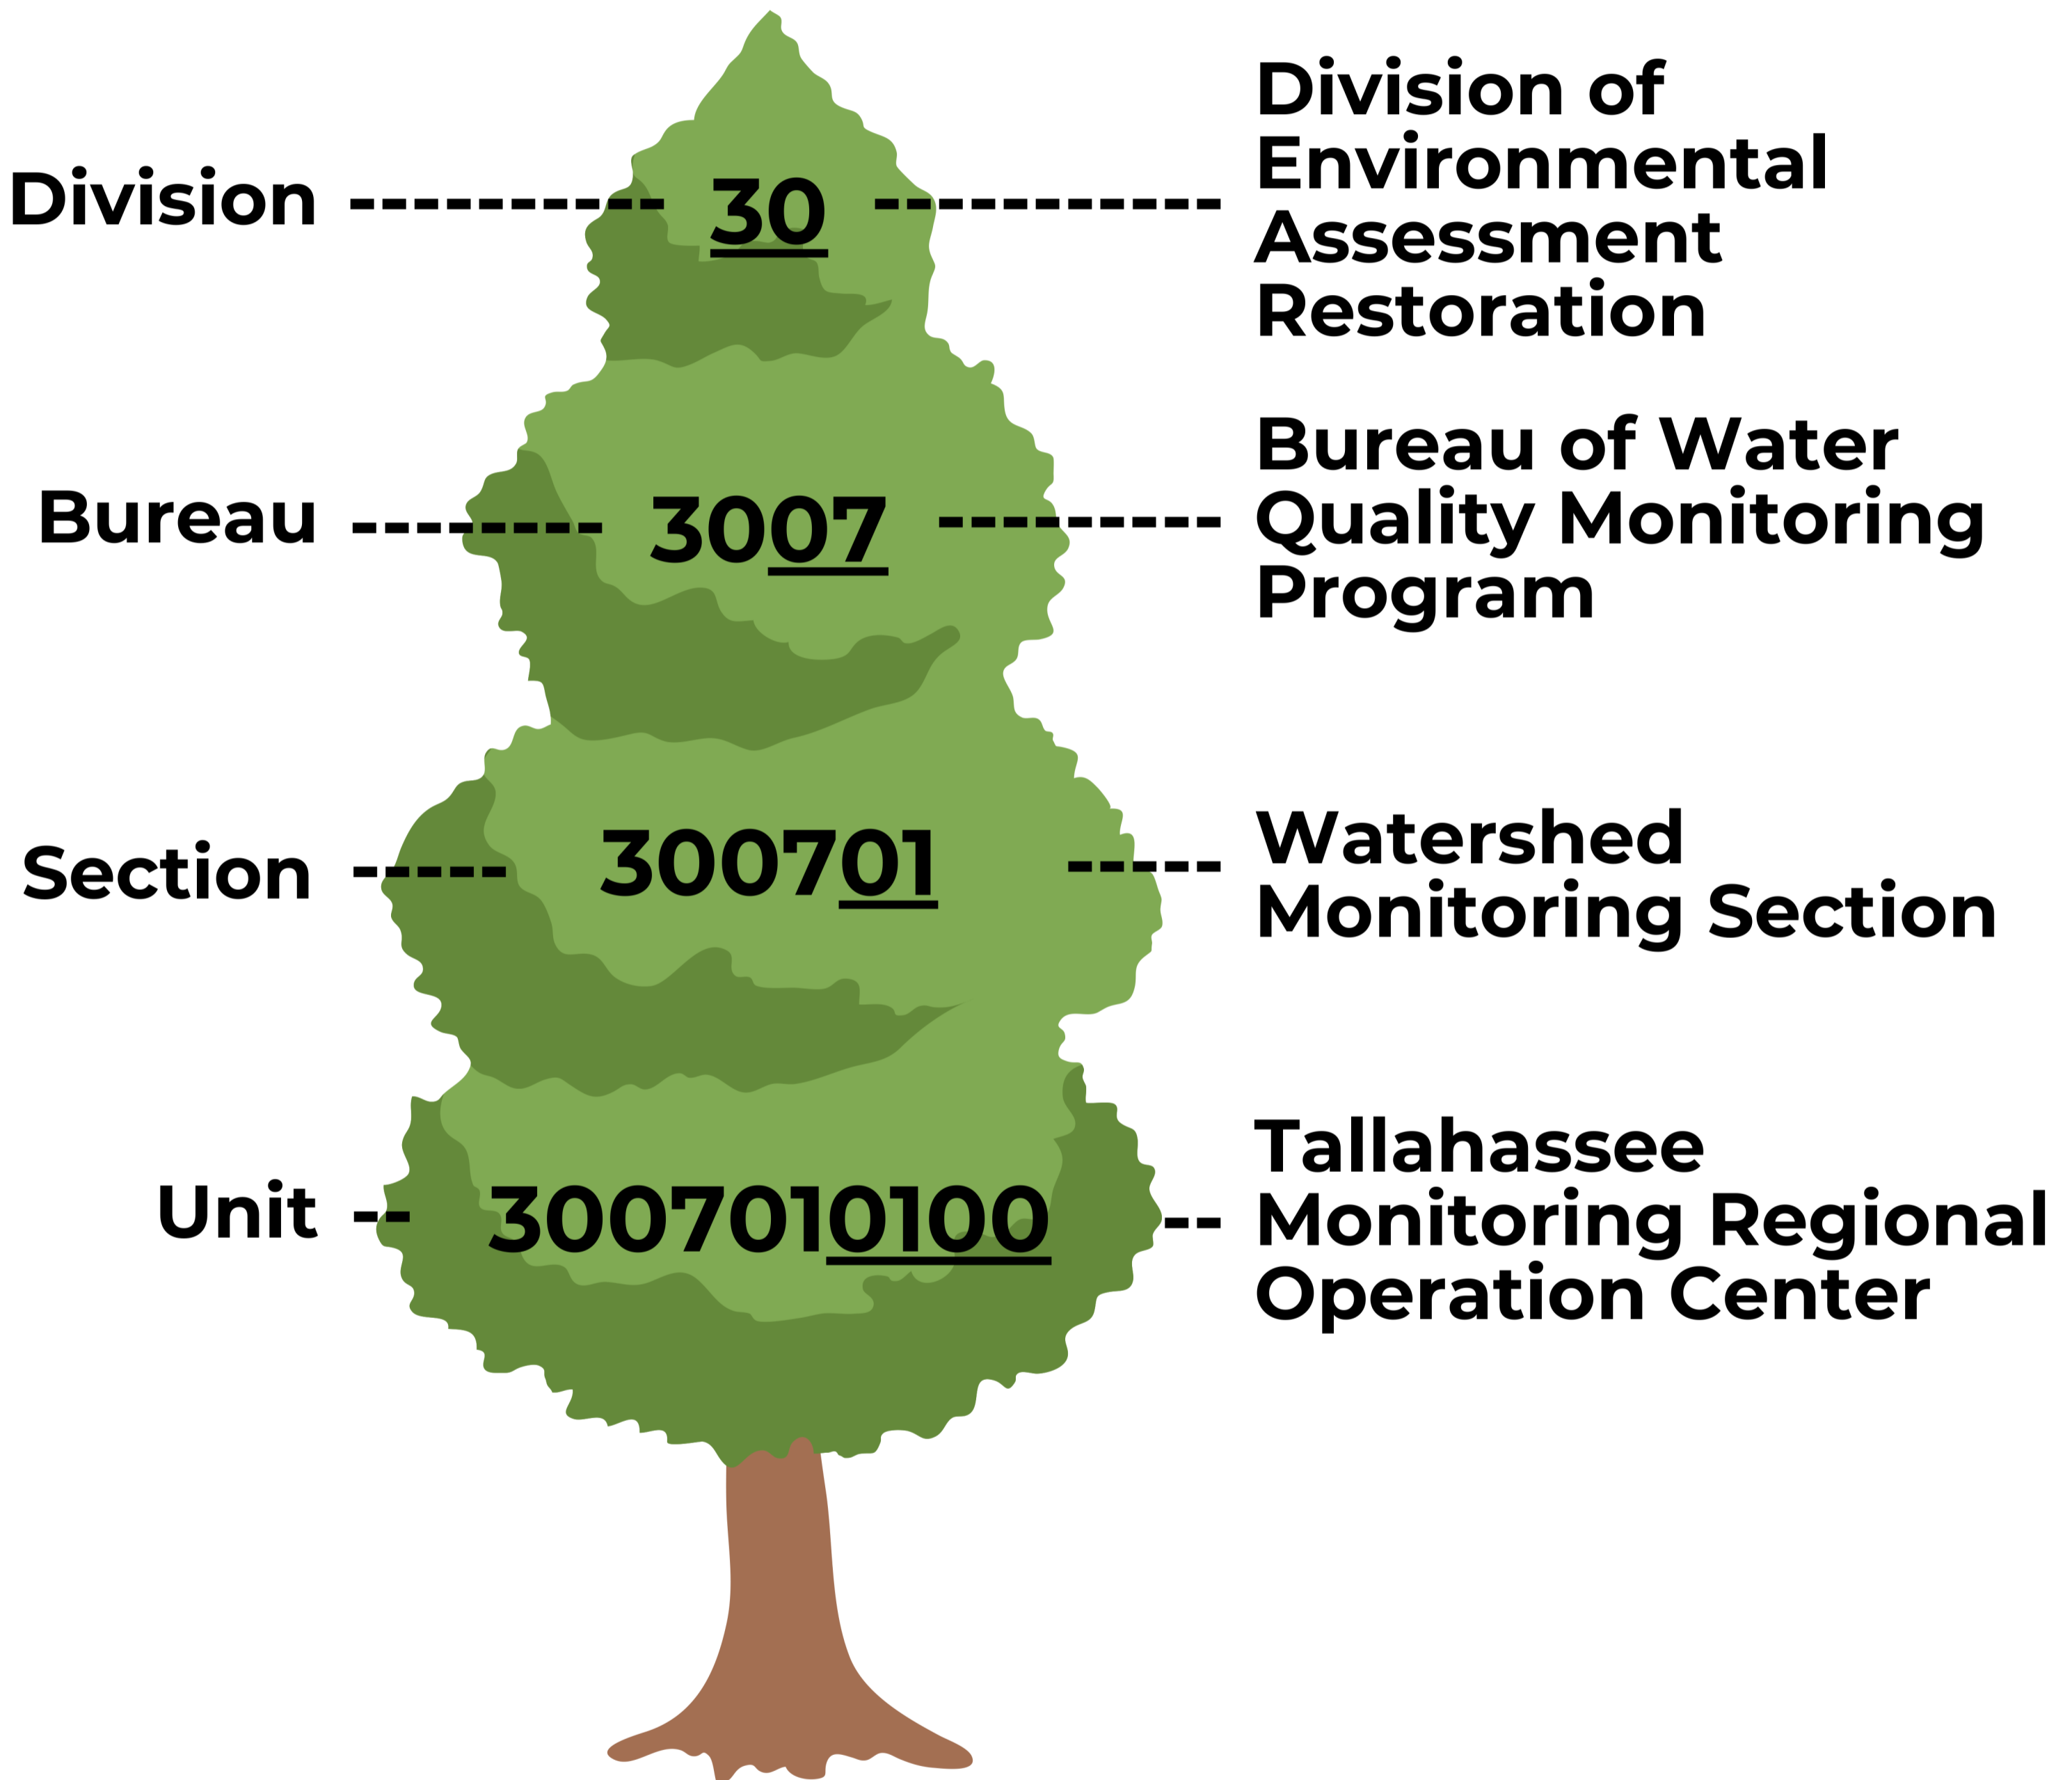 Division
30
Division of
Environmental
Assessment
Restoration
Bureau
3007
Bureau of Water
Quality Monitoring
Program
Section
300701
Watershed
Monitoring Section
Unit
3007010100
Tallahassee
Monitoring Regional
Operation Center